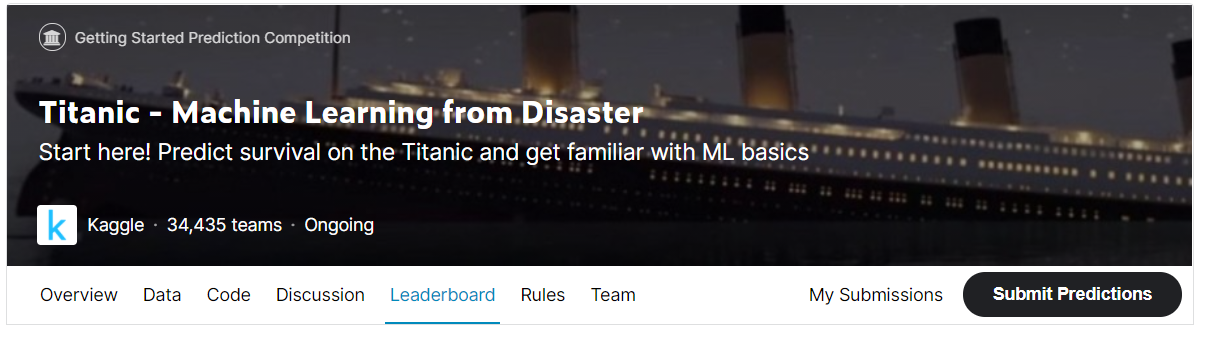 Getting Started Prediction Competition
Titanic - Machine Learning from Disaster
Start here! Predict survival on the Titanic and get familiar with ML basics
k Kaggle · 34,435 teams · Ongoing
Overview Data Code Discussion Leaderboard Rules Team My Submissions Submit Predictions